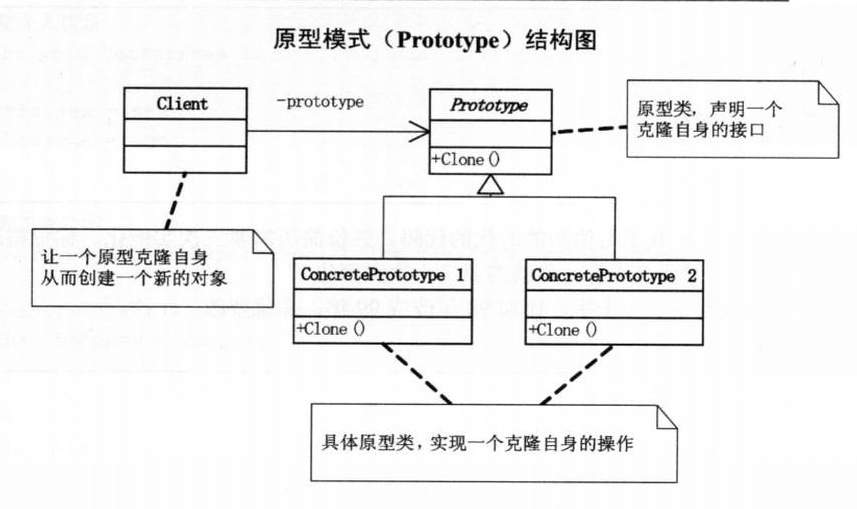 原型模式（Prototype）结构图
Client
-prototype
Prototype
+Clone()
原型类，声明一个
克隆自身的接口
让一个原型克隆自身
从而创建一个新的对象
ConcretePrototype 1
+Clone()
ConcretePrototype 2
+Clone()
具体原型类，实现一个克隆自身的操作